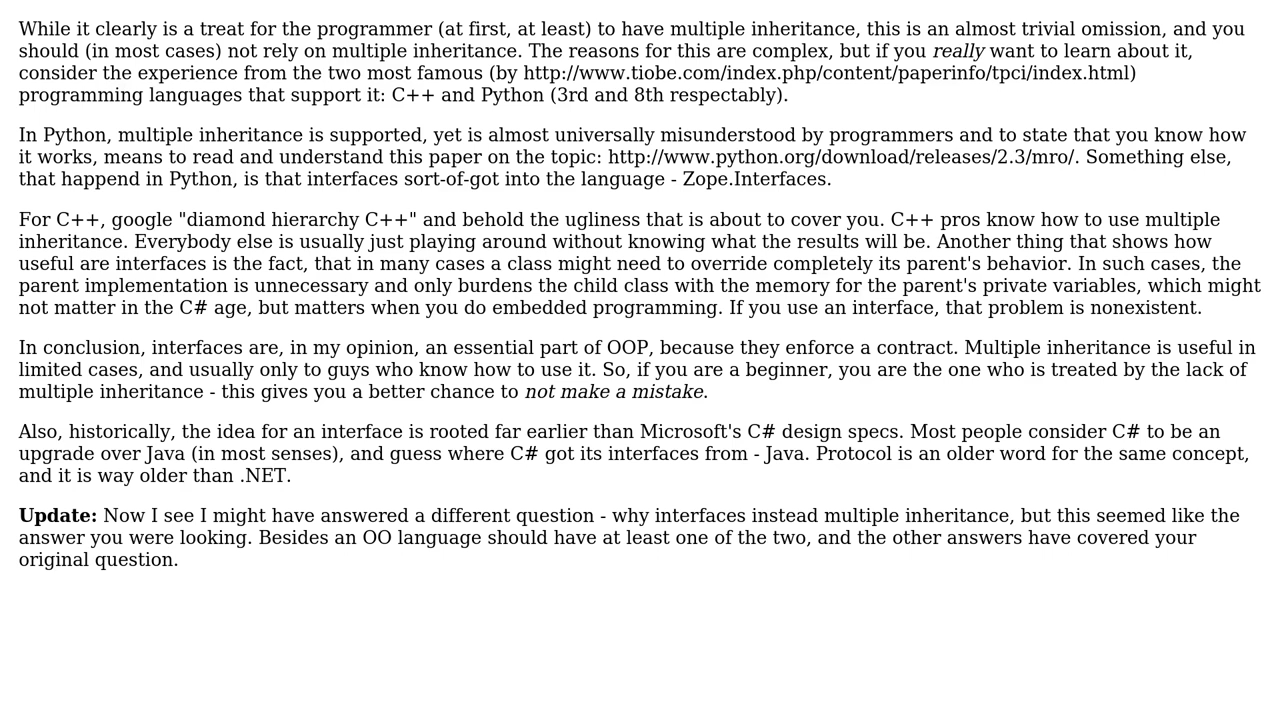 While it clearly is a treat for the programmer (at first, at least) to have multiple inheritance, this is an almost trivial omission, and you
should (in most cases) not rely on multiple inheritance. The reasons for this are complex, but if you really want to learn about it,
consider the experience from the two most famous (by http://www.tiobe.com/index.php/content/paperinfo/tpci/index.html)
programming languages that support it: C++ and Python (3rd and 8th respectably).
In Python, multiple inheritance is supported, yet is almost universally misunderstood by programmers and to state that you know how
it works, means to read and understand this paper on the topic: http://www.python.org/download/releases/2.3/mro/. Something else,
that happend in Python, is that interfaces sort-of-got into the language - Zope.Interfaces.
For C++, google "diamond hierarchy C++" and behold the ugliness that is about to cover you. C++ pros know how to use multiple
inheritance. Everybody else is usually just playing around without knowing what the results will be. Another thing that shows how
useful are interfaces is the fact, that in many cases a class might need to override completely its parent's behavior. In such cases, the
parent implementation is unnecessary and only burdens the child class with the memory for the parent's private variables, which might
not matter in the C# age, but matters when you do embedded programming. If you use an interface, that problem is nonexistent.
In conclusion, interfaces are, in my opinion, an essential part of OOP, because they enforce a contract. Multiple inheritance is useful in
limited cases, and usually only to guys who know how to use it. So, if you are a beginner, you are the one who is treated by the lack of
multiple inheritance - this gives you a better chance to not make a mistake.
Also, historically, the idea for an interface is rooted far earlier than Microsoft's C# design specs. Most people consider C# to be an
upgrade over Java (in most senses), and guess where C# got its interfaces from - Java. Protocol is an older word for the same concept,
and it is way older than .NET.
Update: Now I see I might have answered a different question - why interfaces instead multiple inheritance, but this seemed like the
answer you were looking. Besides an OO language should have at least one of the two, and the other answers have covered your
original question.